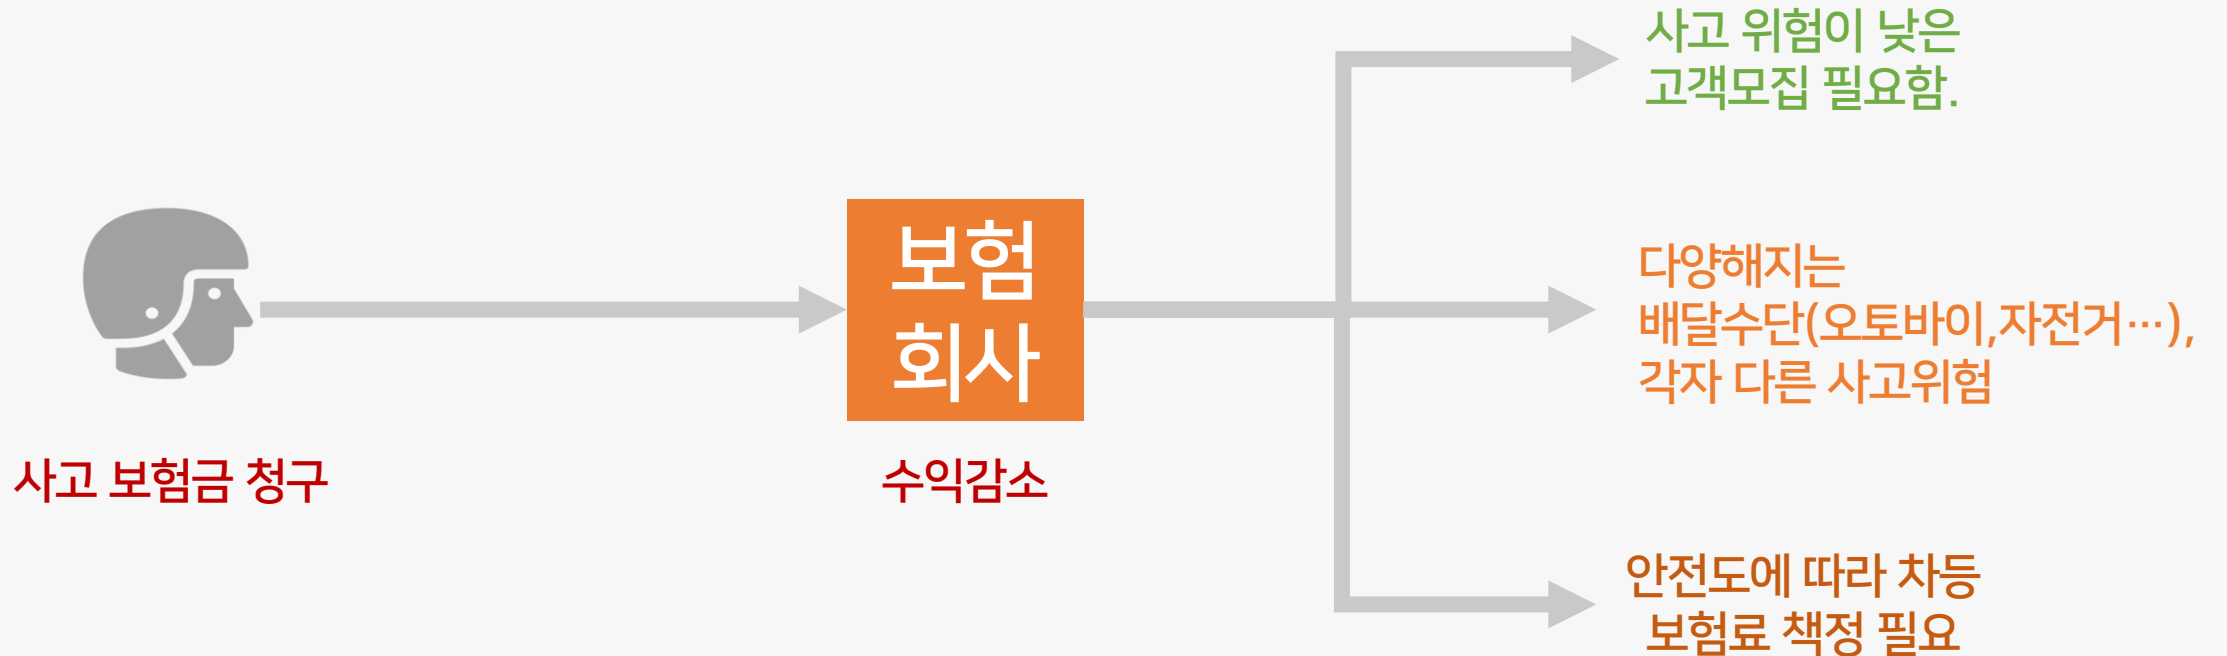 사고 보험금 청구
보험
회사
수익감소
사고 위험이 낮은
고객모집 필요함.
다양해지는
배달수단(오토바이,자전거…),
각자 다른 사고위험
안전도에 따라 차등
보험료 책정 필요